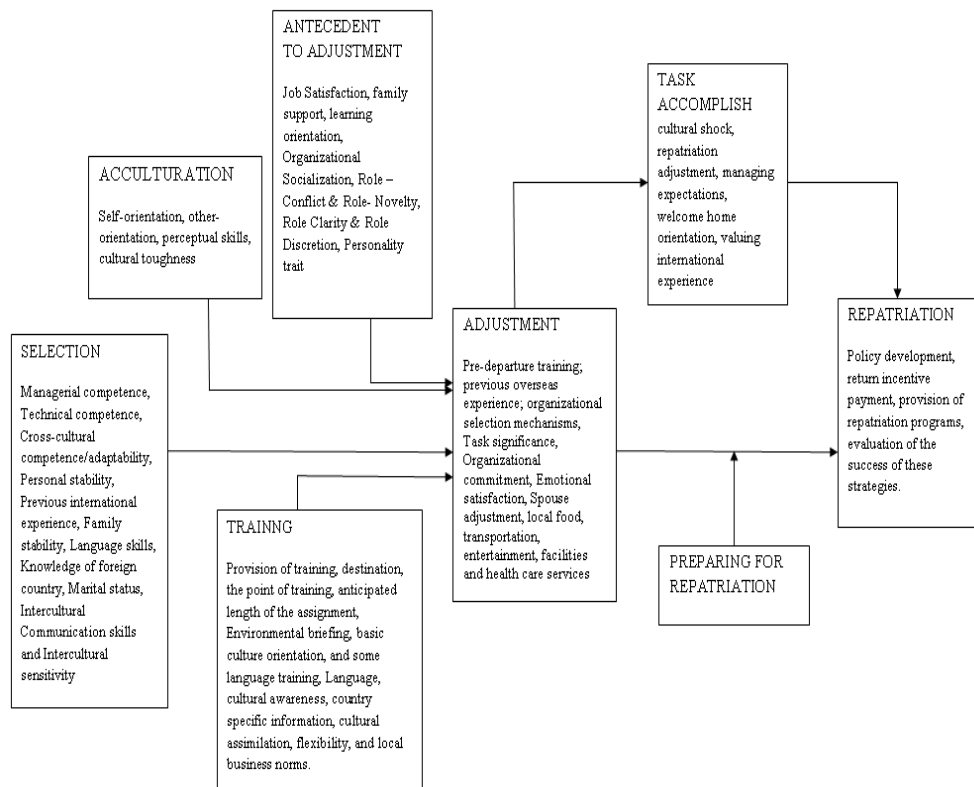 ANTECEDENT
TO ADJUSTMENT
Job Satisfaction, family
support, learning
orientation,
Organizational
Socialization, Role –
Conflict & Role- Novelty,
Role Clarity & Role
Discretion, Personality
trait
TASK
ACCOMPLISH
cultural shock,
repatriation
adjustment, managing
expectations,
welcome home
orientation, valuing
international
experience
ACCULTURATION
Self-orientation, other-
orientation, perceptual skills,
cultural toughness
SELECTION
Managerial competence,
Technical competence,
Cross-cultural
competence/adaptability,
Personal stability,
Previous international
experience, Family
stability, Language skills,
Knowledge of foreign
country, Marital status,
Intercultural
Communication skills
and Intercultural
sensitivity
ADJUSTMENT
Pre-departure training;
previous overseas
experience; organizational
selection mechanisms,
Task significance,
Organizational
commitment, Emotional
satisfaction, Spouse
adjustment, local food,
transportation,
entertainment, facilities
and health care services
REPATRIATION
Policy development,
return incentive
payment, provision of
repatriation programs,
evaluation of the
success of these
strategies.
TRAINNG
Provision of training, destination,
the point of training, anticipated
length of the assignment,
Environmental briefing, basic
culture orientation, and some
language training, Language,
cultural awareness, country
specific information, cultural
assimilation, flexibility, and local
business norms.
PREPARING FOR
REPATRIATION